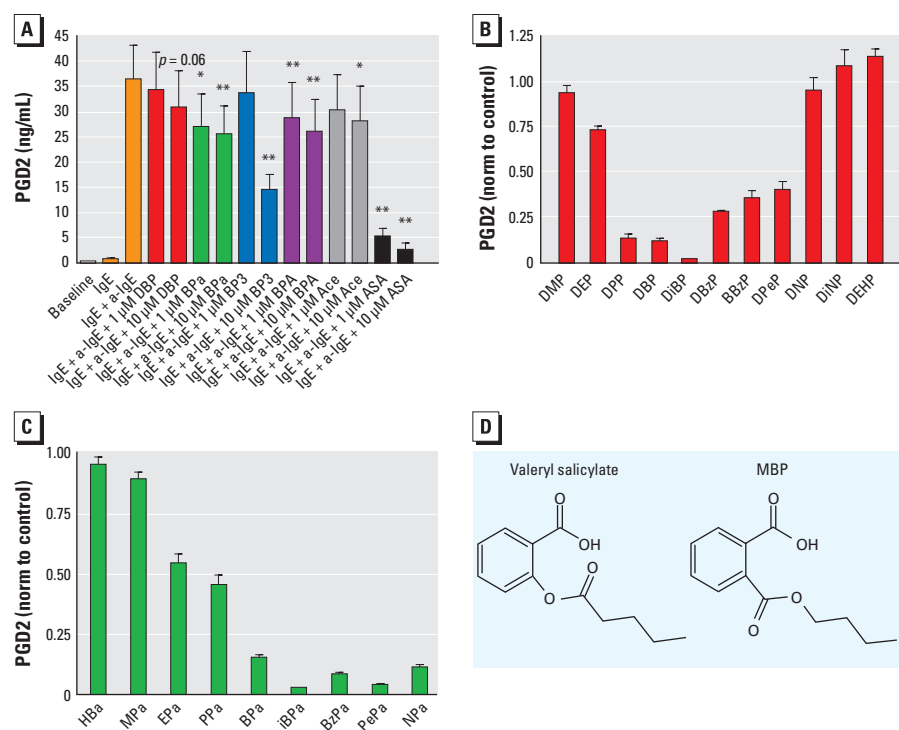 A
PGD2 (ng/mL)
45
40
35
30
25
20
15
10
5
0
p = 0.06
*
**
**
**
**
*
**
**
Baseline
IgE
IgE + a-IgE
IgE + a-IgE + 1 µM DBP
IgE + a-IgE + 10 µM DBP
IgE + a-IgE + 1 µM BPa
IgE + a-IgE + 10 µM BPa
IgE + a-IgE + 1 µM BP3
IgE + a-IgE + 10 µM BP3
IgE + a-IgE + 1 µM BPA
IgE + a-IgE + 10 µM BPA
IgE + a-IgE + 1 µM Ace
IgE + a-IgE + 10 µM Ace
IgE + a-IgE + 1 µM ASA
IgE + a-IgE + 10 µM ASA
B
PGD2 (norm to control)
1.25
1.00
0.75
0.50
0.25
0
DMP
DEP
DPP
DBP
DiBP
DBzP
BBzP
DPeP
DNP
DiNP
DEHP
C
PGD2 (norm to control)
1.00
0.75
0.50
0.25
0
HBa
MPa
EPa
PPa
BPa
iBPa
BzPa
PePa
NPa
D
Valeryl salicylate
MBP
O
OH
O
O
O
OH
O
O